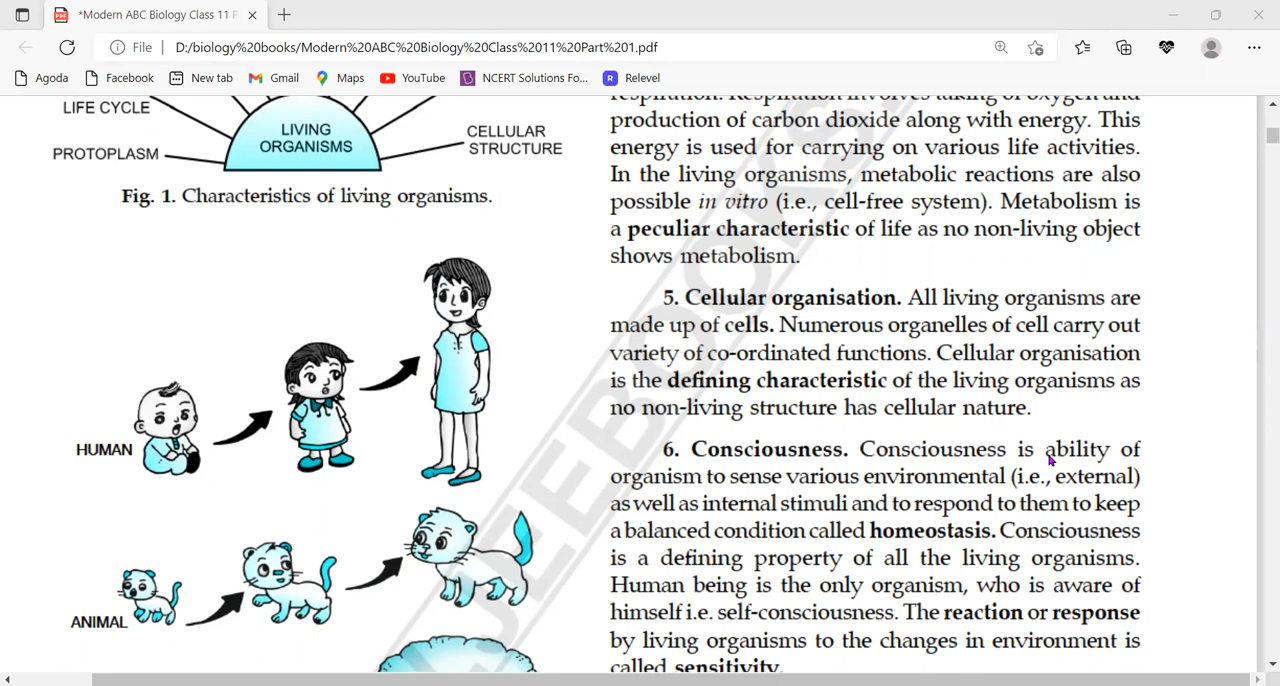 *Modern ABC Biology Class 11 P
File
D:/biology%20books/Modern%20ABC%20Biology%20Class%2011%20Part%201.pdf
Agoda
Facebook
New tab
Gmail
Maps
YouTube
NCERT Solutions Fo...
Relevel
LIFE CYCLE
LIVING
ORGANISMS
PROTOPLASM
CELLULAR
STRUCTURE
Fig. 1. Characteristics of living organisms.
HUMAN
ANIMAL
respiration. Respiration involves taking of oxygen and
production of carbon dioxide along with energy. This
energy is used for carrying on various life activities.
In the living organisms, metabolic reactions are also
possible in vitro (i.e., cell-free system). Metabolism is
a peculiar characteristic of life as no non-living object
shows metabolism.
5. Cellular organisation. All living organisms are
made up of cells. Numerous organelles of cell carry out
variety of co-ordinated functions. Cellular organisation
is the defining characteristic of the living organisms as
no non-living structure has cellular nature.
6. Consciousness. Consciousness is ability of
organism to sense various environmental (i.e., external)
as well as internal stimuli and to respond to them to keep
a balanced condition called homeostasis. Consciousness
is a defining property of all the living organisms.
Human being is the only organism, who is aware of
himself i.e. self-consciousness. The reaction or response
by living organisms to the changes in environment is
called sensitivity.